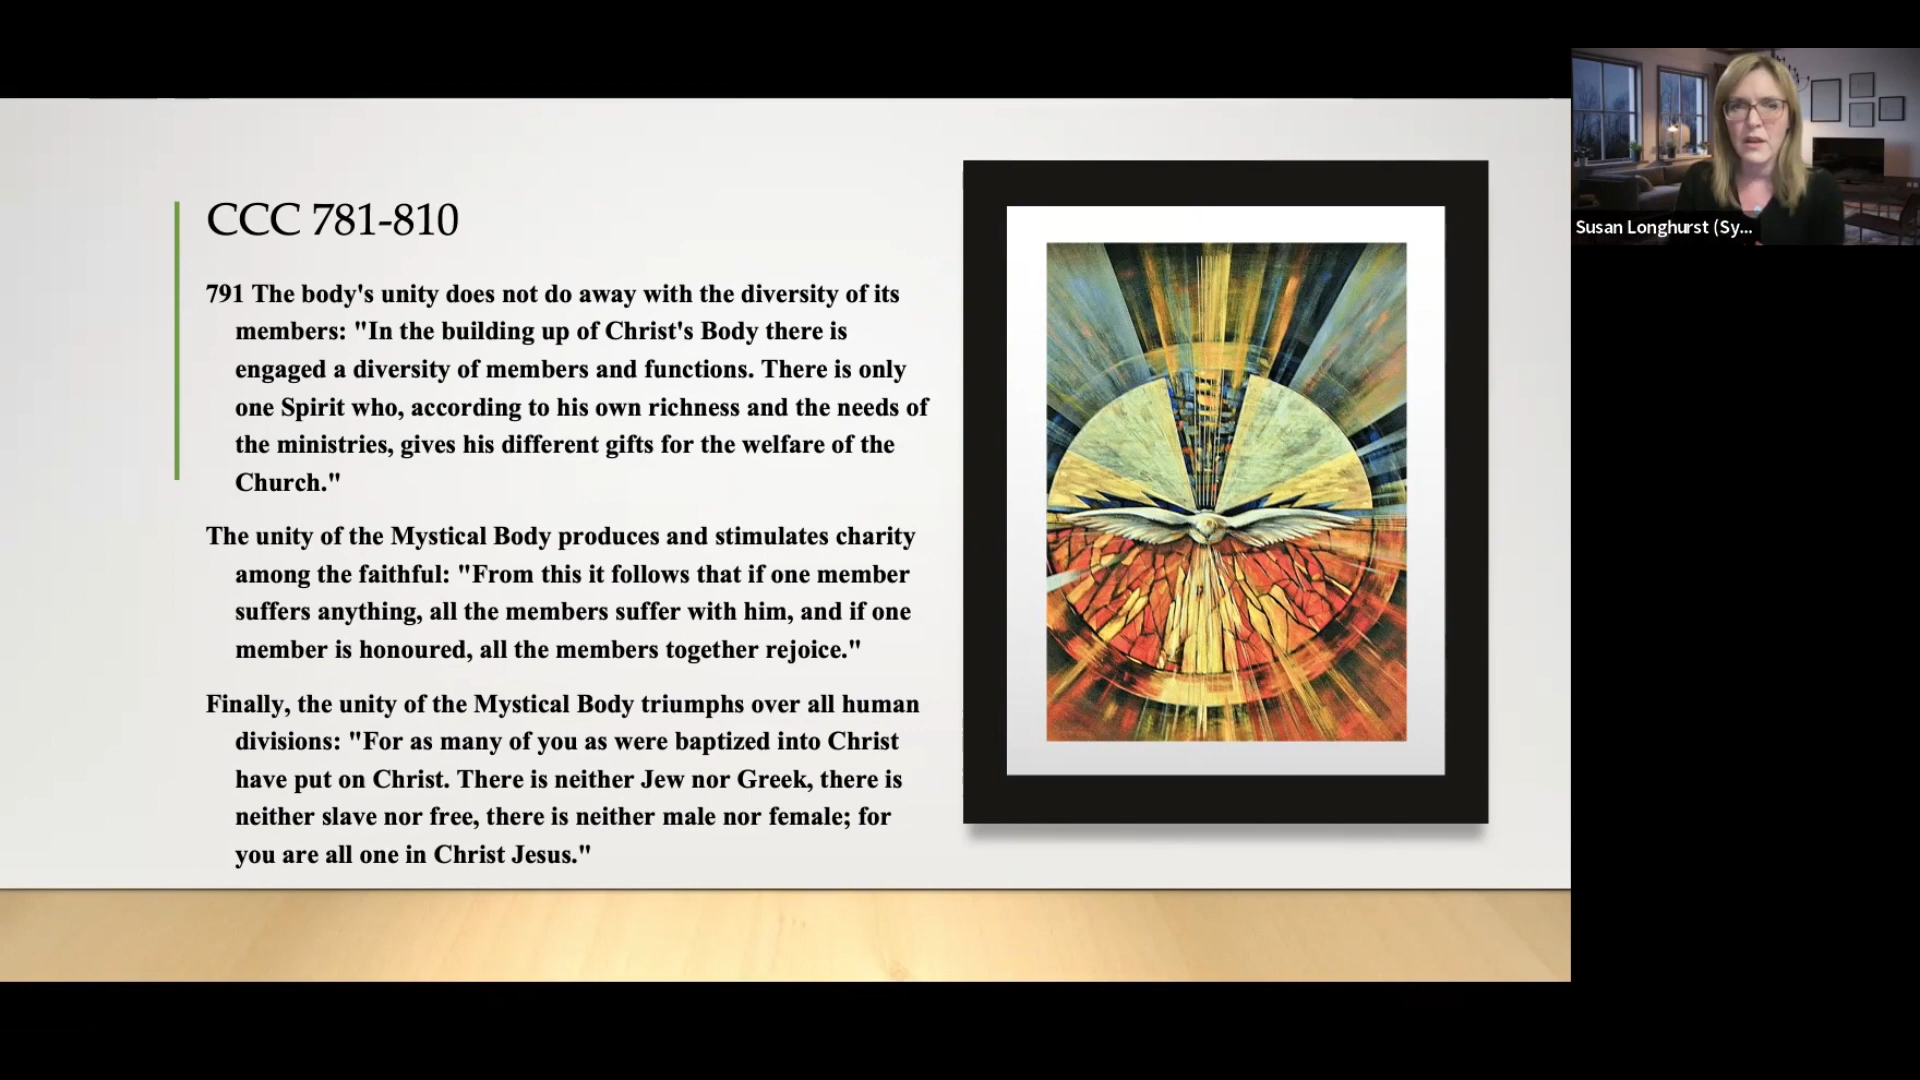 CCC 781-810
791 The body's unity does not do away with the diversity of its
members: "In the building up of Christ's Body there is
engaged a diversity of members and functions. There is only
one Spirit who, according to his own richness and the needs of
the ministries, gives his different gifts for the welfare of the
Church."
The unity of the Mystical Body produces and stimulates charity
among the faithful: "From this it follows that if one member
suffers anything, all the members suffer with him, and if one
member is honoured, all the members together rejoice."
Finally, the unity of the Mystical Body triumphs over all human
divisions: "For as many of you as were baptized into Christ
have put on Christ. There is neither Jew nor Greek, there is
neither slave nor free, there is neither male nor female; for
you are all one in Christ Jesus."
Susan Longhurst (Sy...